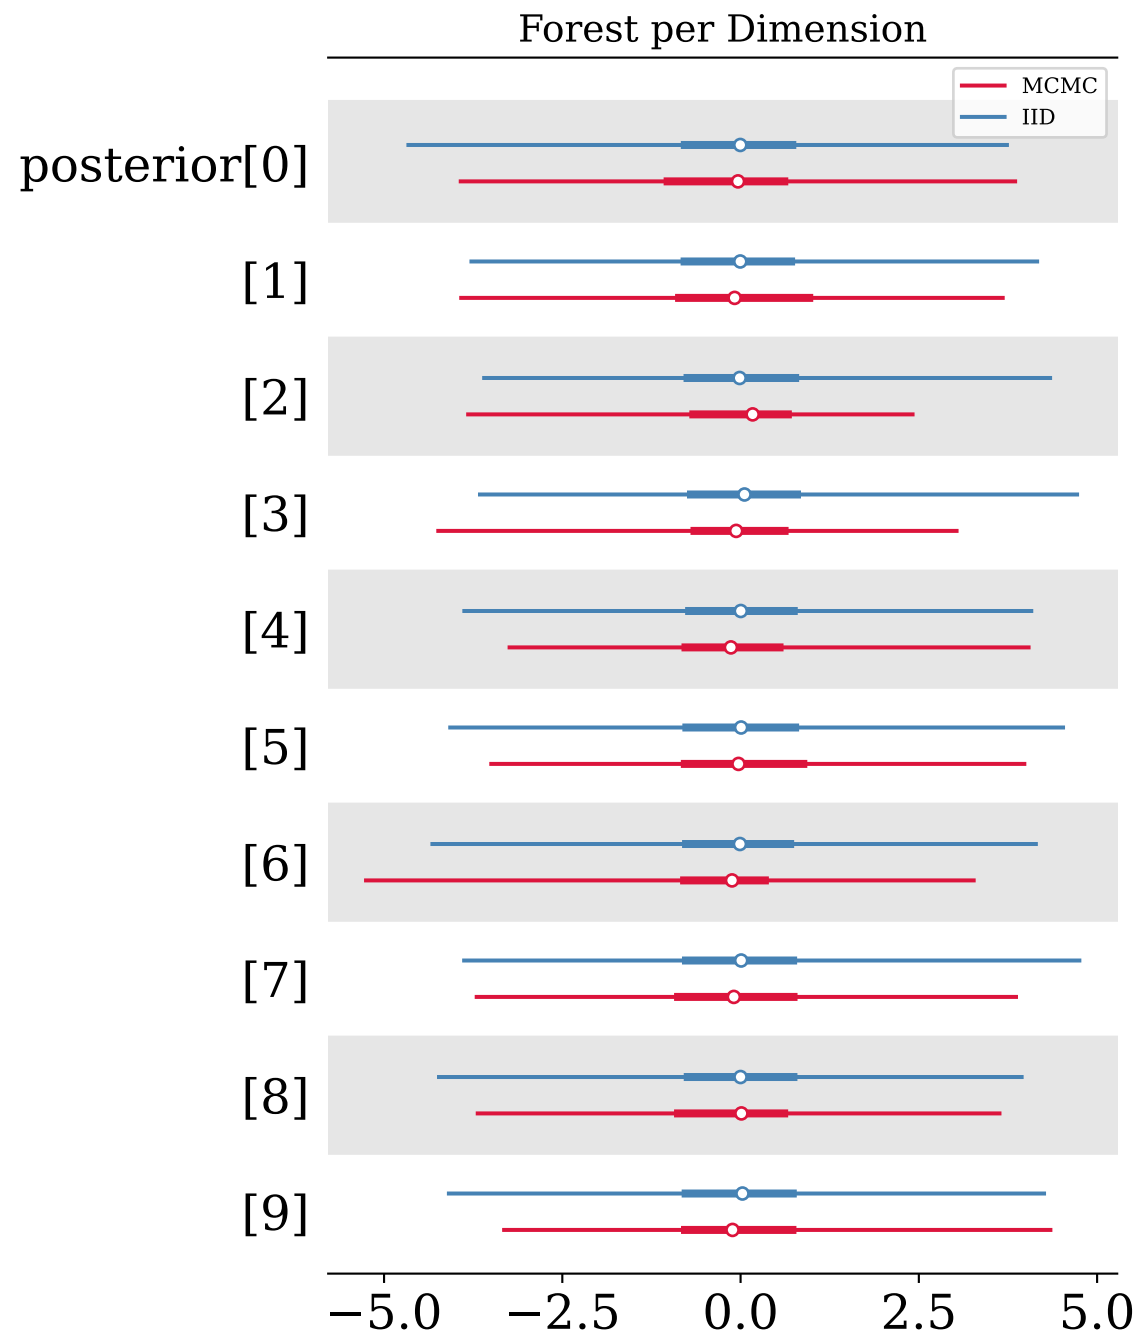 Forest per Dimension
MCMC
IID
posterior[0]
[1]
[2]
[3]
[4]
[5]
[6]
[7]
[8]
[9]
−5.0 −2.5 0.0 2.5 5.0